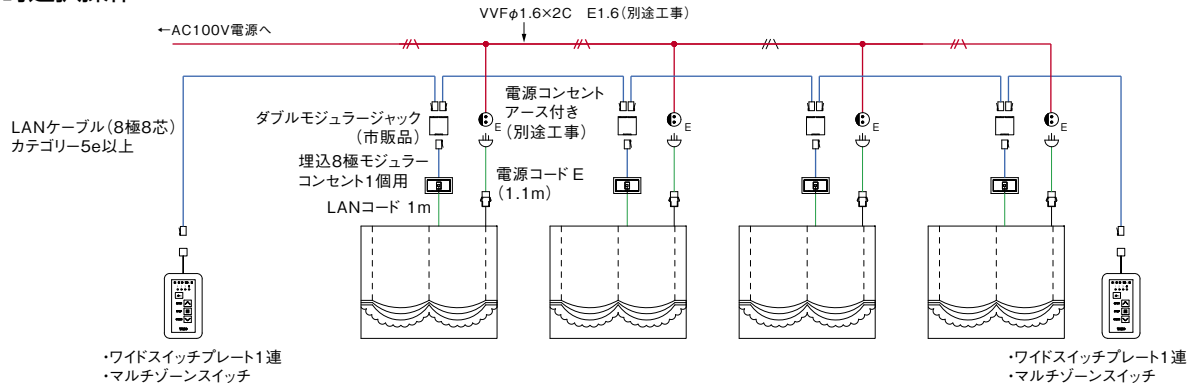 VVFφ1.6×2C E1.6(別途工事)
←AC100V電源へ
LANケーブル(8極8芯)
カテゴリー5e以上
ダブルモジュラージャック
(市販品)
電源コンセント
アース付き
(別途工事)
E
E
E
E
埋込8極モジュラー
コンセント1個用
電源コード E
(1.1m)
LANコード 1m
・ワイドスイッチプレート1連
・マルチゾーンスイッチ
・ワイドスイッチプレート1連
・マルチゾーンスイッチ